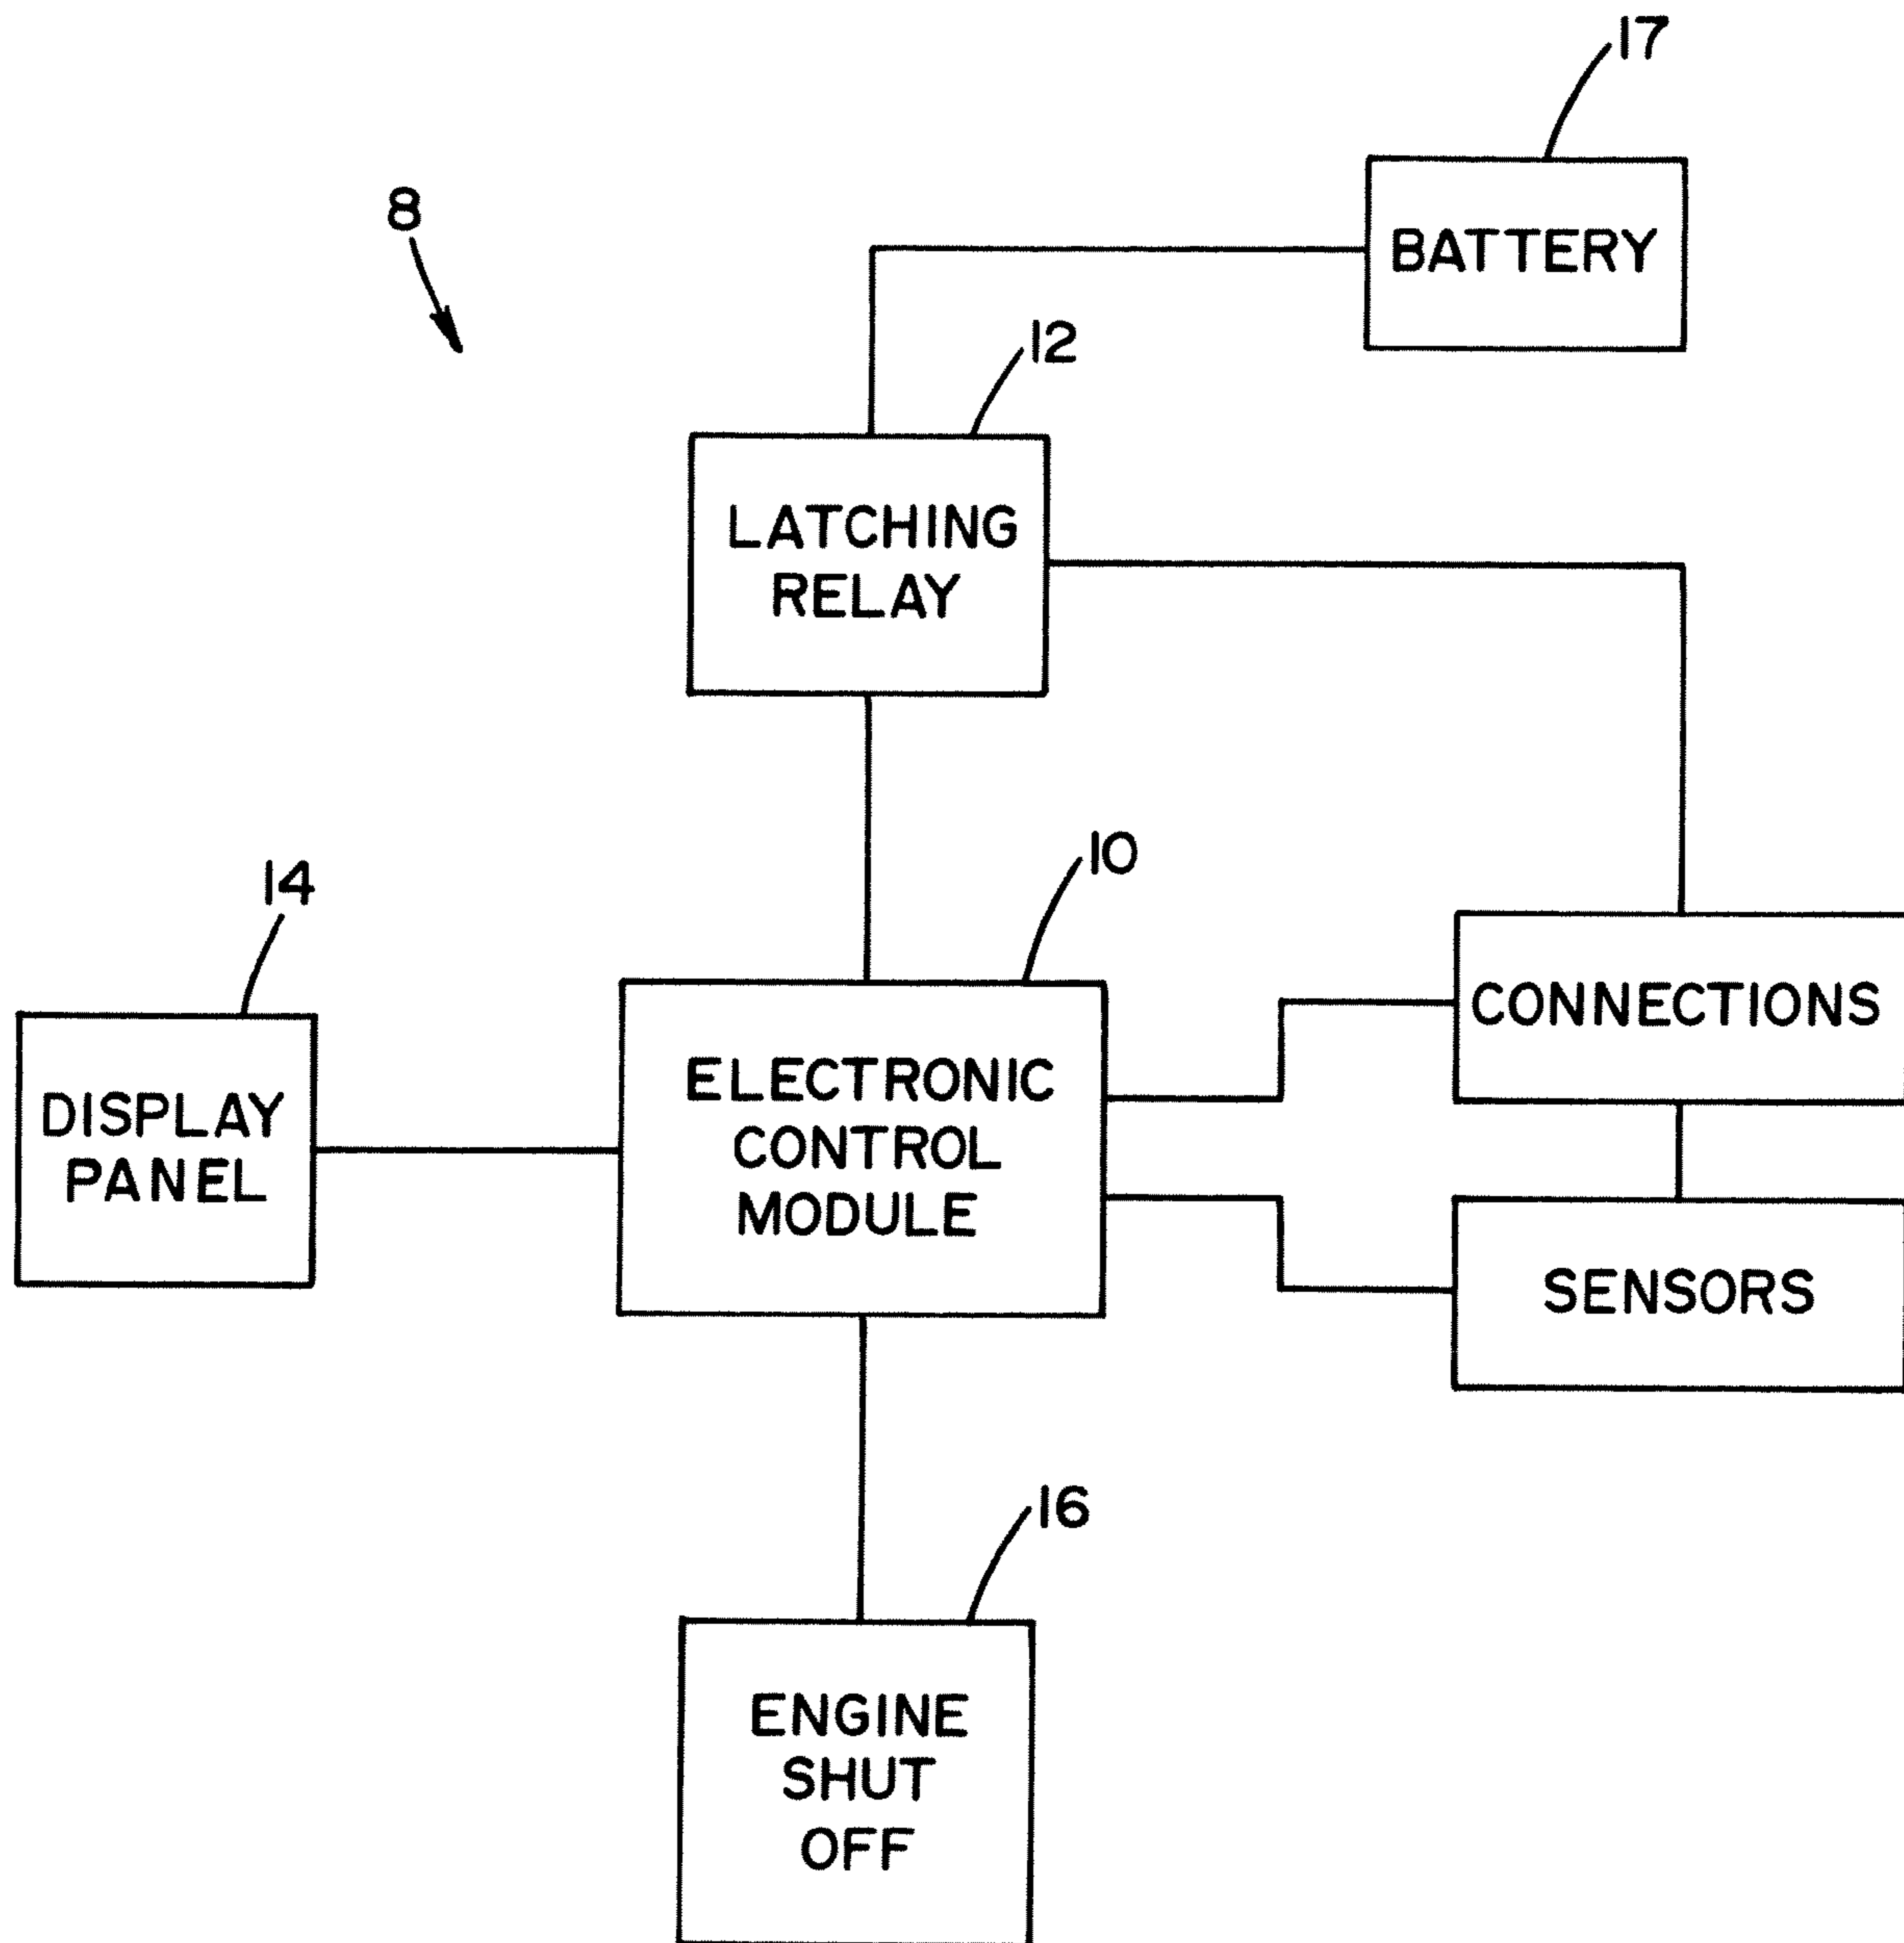 17
8
BATTERY
12
LATCHING
RELAY
10
14
CONNECTIONS
ELECTRONIC
CONTROL
MODULE
DISPLAY
PANEL
SENSORS
16
ENGINE
SHUT
OFF